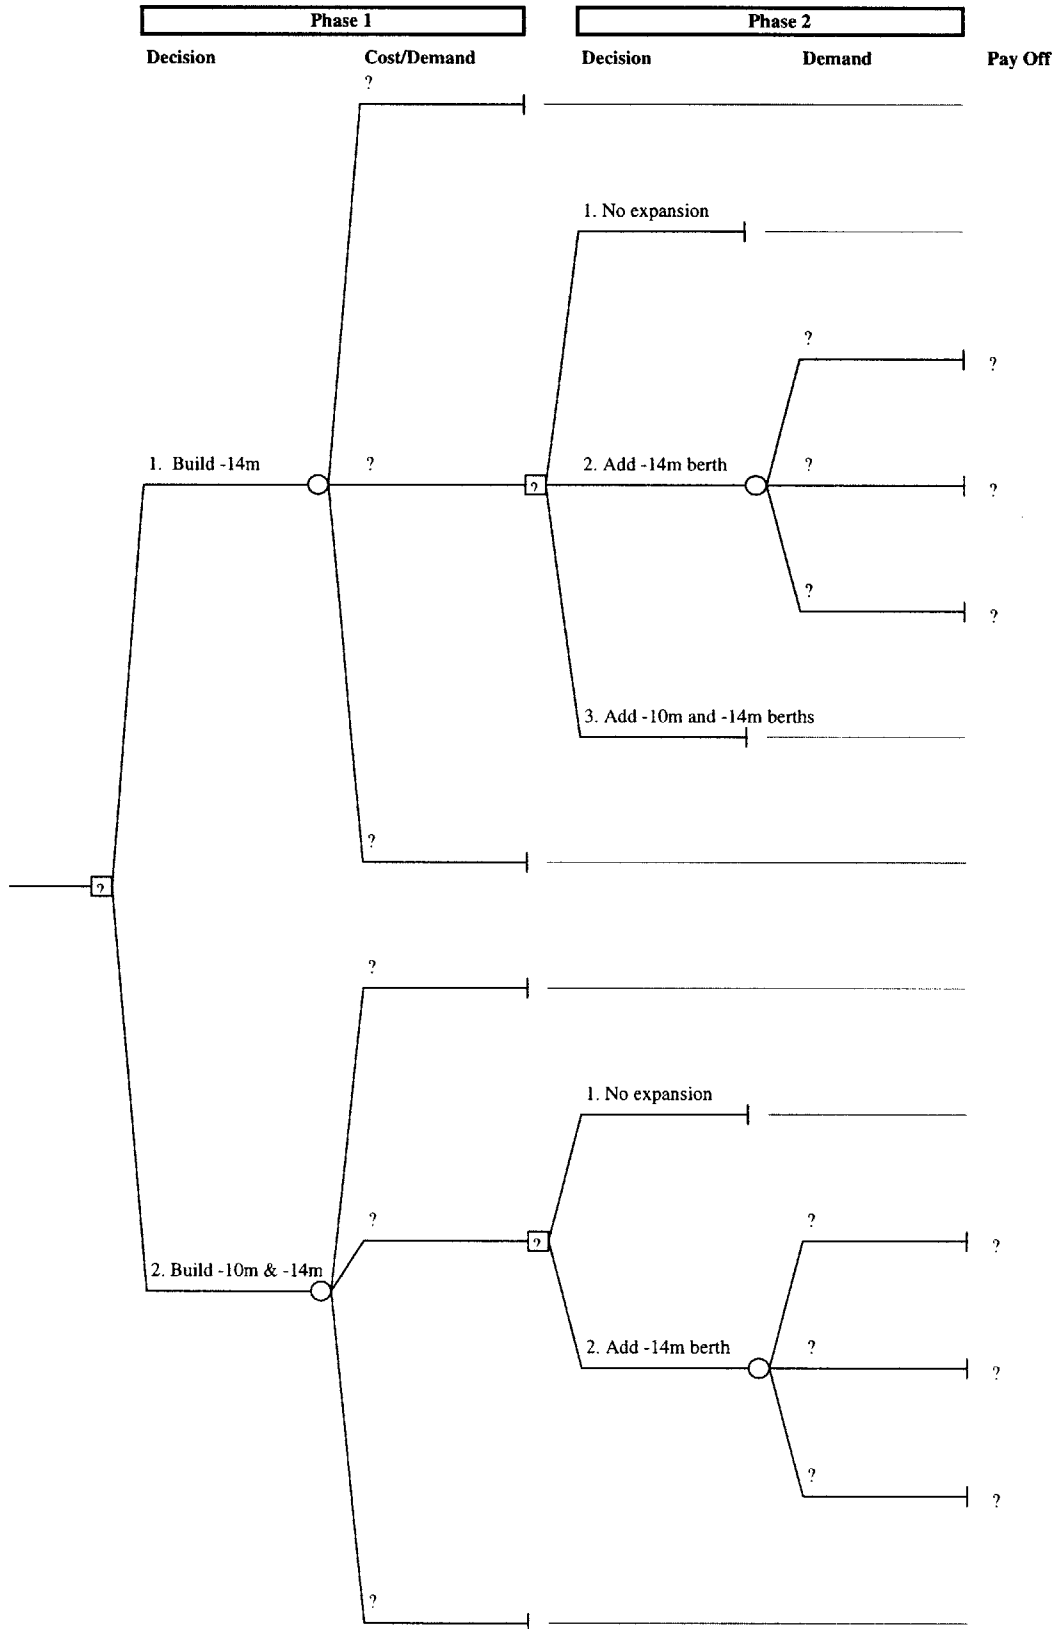 Phase 1 Phase 2
Decision Cost/Demand Decision Demand Pay Off
?
1. No expansion
?
?
1. Build -14m ? ? 2. Add -14m berth ?
?
?
?
3. Add -10m and -14m berths
?
?
?
1. No expansion
? ? ?
?
2. Build -10m & -14m
2. Add -14m berth ?
?
?
?
?